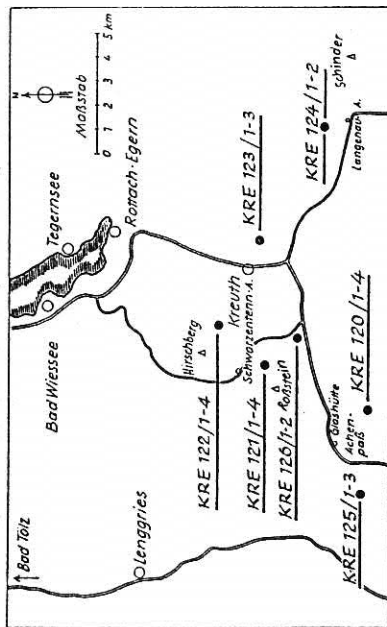 Bad Tölz
N
Maßstab
0 1 2 3 4 5 km
Tegernsee
Bad Wiessee
Rottach-Egern
Lenggries
Hirschberg
KRE 122/1-4
Kreuth
KRE 123/1-3
Schwarzentenn-A.
KRE 121/1-4
Roßstein
KRE 126/1-2
Schinder
KRE 124/1-2
Langenau A.
Glashütte
Achen-
paß
KRE 120/1-4
KRE 125/1-3